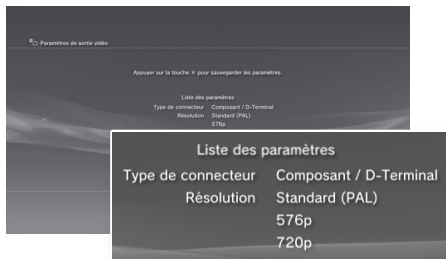 Paramètres de sortie vidéo
Appuyer sur la touche × pour sauvegarder les paramètres.
Liste des paramètres
Type de connecteur Composant / D-Terminal
Résolution Standard (PAL)
576p
Liste des paramètres
Type de connecteur Composant / D-Terminal
Résolution Standard (PAL)
576p
720p